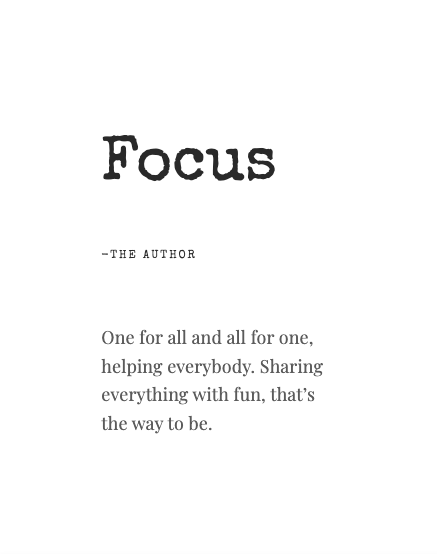 Focus
–THE AUTHOR
One for all and all for one,
helping everybody. Sharing
everything with fun, that’s
the way to be.